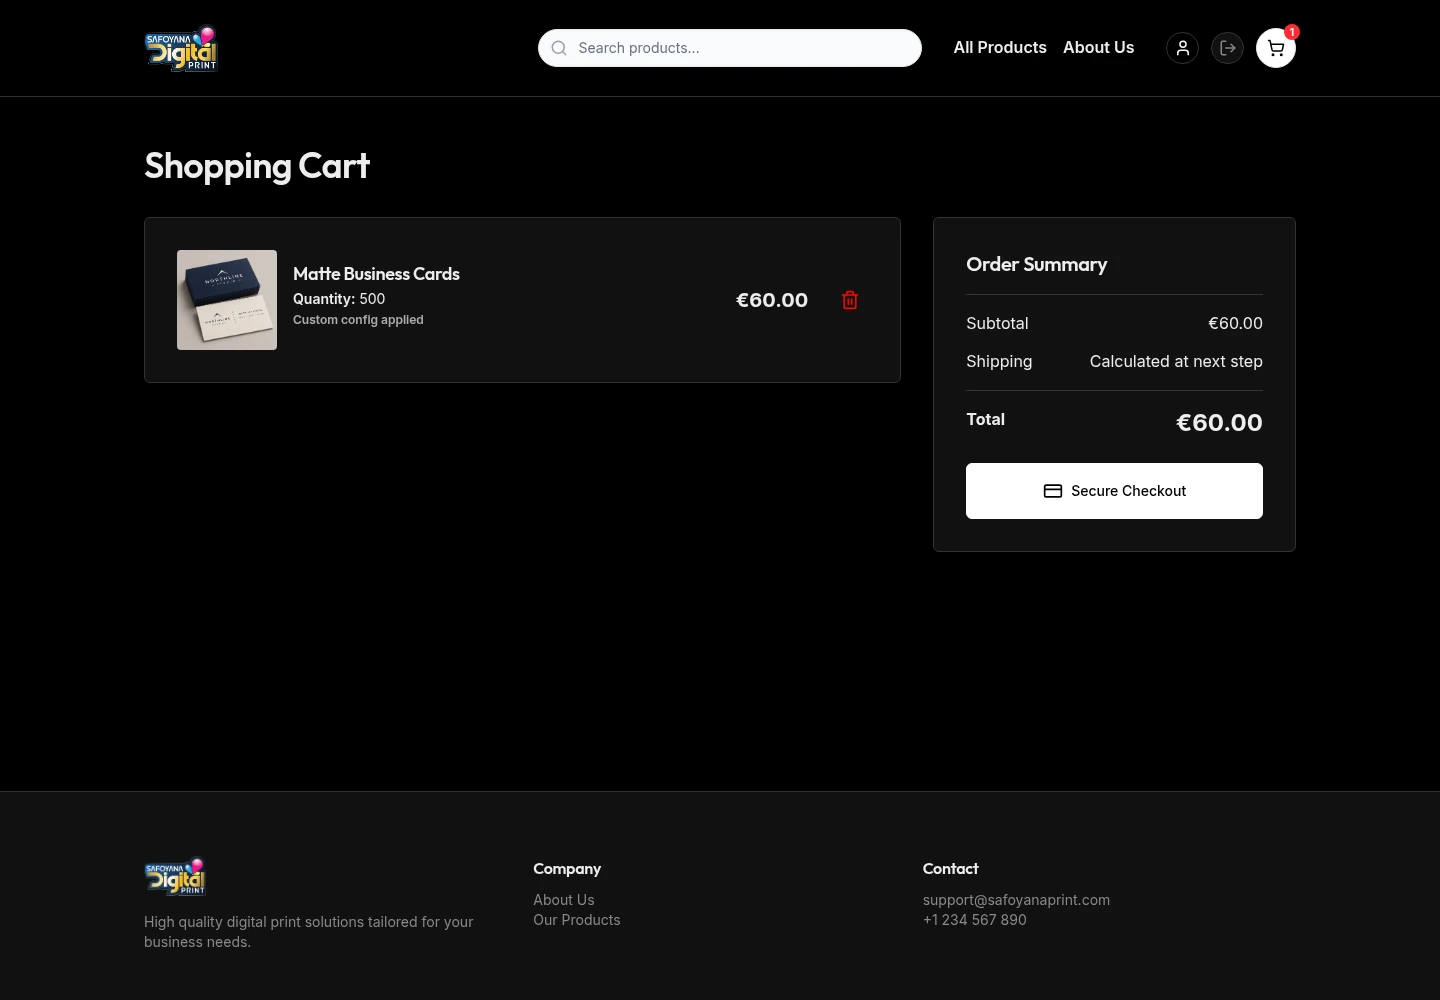 SAFOYANA
Digital
PRINT
Search products...
All Products
About Us
1
Shopping Cart
NORTHLINE
Matte Business Cards
Quantity: 500
Custom config applied
€60.00
Order Summary
Subtotal
€60.00
Shipping
Calculated at next step
Total
€60.00
Secure Checkout
SAFOYANA
Digital
PRINT
High quality digital print solutions tailored for your
business needs.
Company
About Us
Our Products
Contact
support@safoyanaprint.com
+1 234 567 890